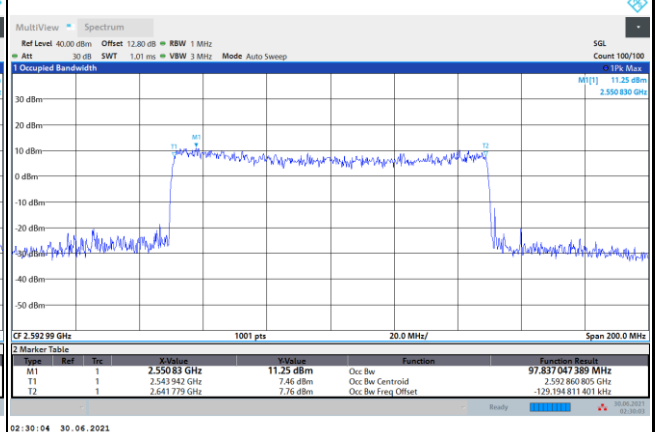 MultiView Spectrum
Ref Level 40.00 dBm Offset 12.80 dB RBW 1 MHz SGL
Att 30 dB SWT 1.01 ms VBW 3 MHz Mode Auto Sweep Count 100/100
1 Occupied Bandwidth 1Pk Max
M1[1] 11.25 dBm
2.550 830 GHz
30 dBm
20 dBm
M1
T1 T2
10 dBm
0 dBm
-10 dBm
-20 dBm
-30 dBm
-40 dBm
-50 dBm
CF 2.592 99 GHz 1001 pts 20.0 MHz/ Span 200.0 MHz
2 Marker Table
Type Ref Trc X-Value Y-Value Function Function Result
M1 1 2.550 83 GHz 11.25 dBm Occ Bw 97.837 047 389 MHz
T1 1 2.543 942 GHz 7.46 dBm Occ Bw Centroid 2.592 860 805 GHz
T2 1 2.641 779 GHz 7.76 dBm Occ Bw Freq Offset -129.194 811 401 kHz
Ready 30.06.2021
02:30:03
02:30:04 30.06.2021